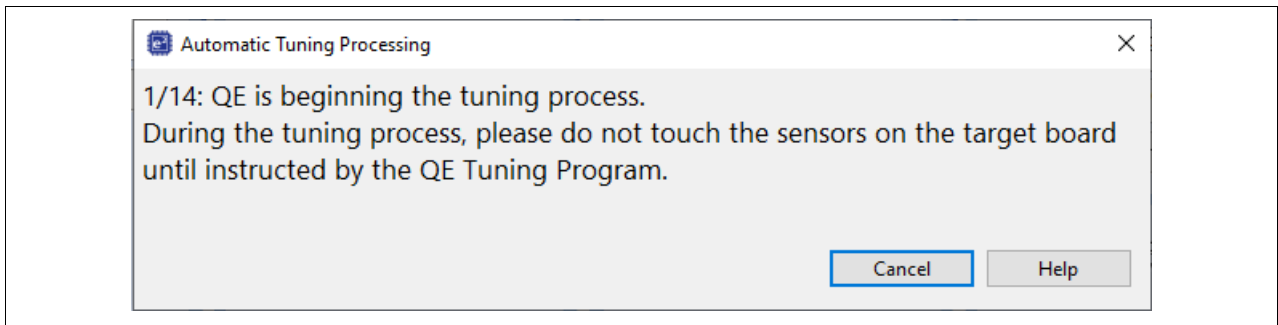 Automatic Tuning Processing
1/14: QE is beginning the tuning process.
During the tuning process, please do not touch the sensors on the target board
until instructed by the QE Tuning Program.
Cancel Help